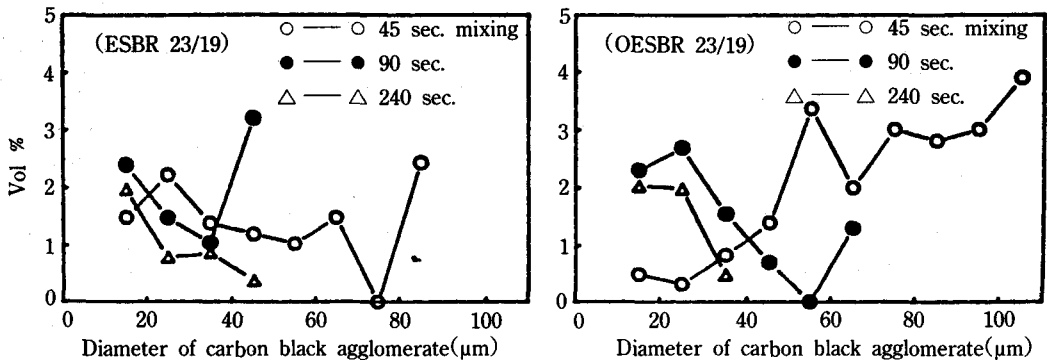 (ESBR 23/19)
○ — ○ 45 sec. mixing
● — ● 90 sec.
△ — △ 240 sec.
Vol %
5
4
3
2
1
0
0 20 40 60 80 100
Diameter of carbon black agglomerate(μm)
(OESBR 23/19)
○ — ○ 45 sec. mixing
● — ● 90 sec.
△ — △ 240 sec.
5
4
3
2
1
0
0 20 40 60 80 100
Diameter of carbon black agglomerate(μm)